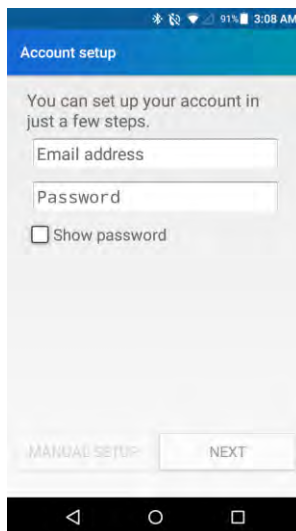 91% 3:08 AM
Account setup
You can set up your account in
just a few steps.
Email address
Password
Show password
MANUAL SETUP NEXT